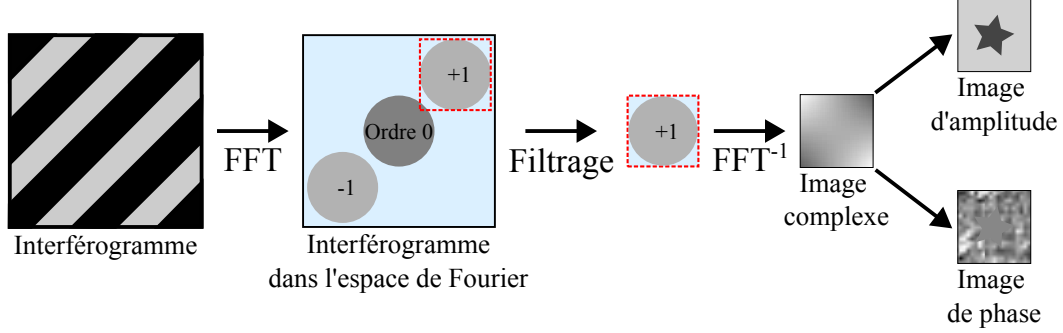 Interférogramme
FFT
+1
Ordre 0
-1
Interférogramme
dans l'espace de Fourier
Filtrage
+1
FFT-1
Image
complexe
Image
d'amplitude
Image
de phase